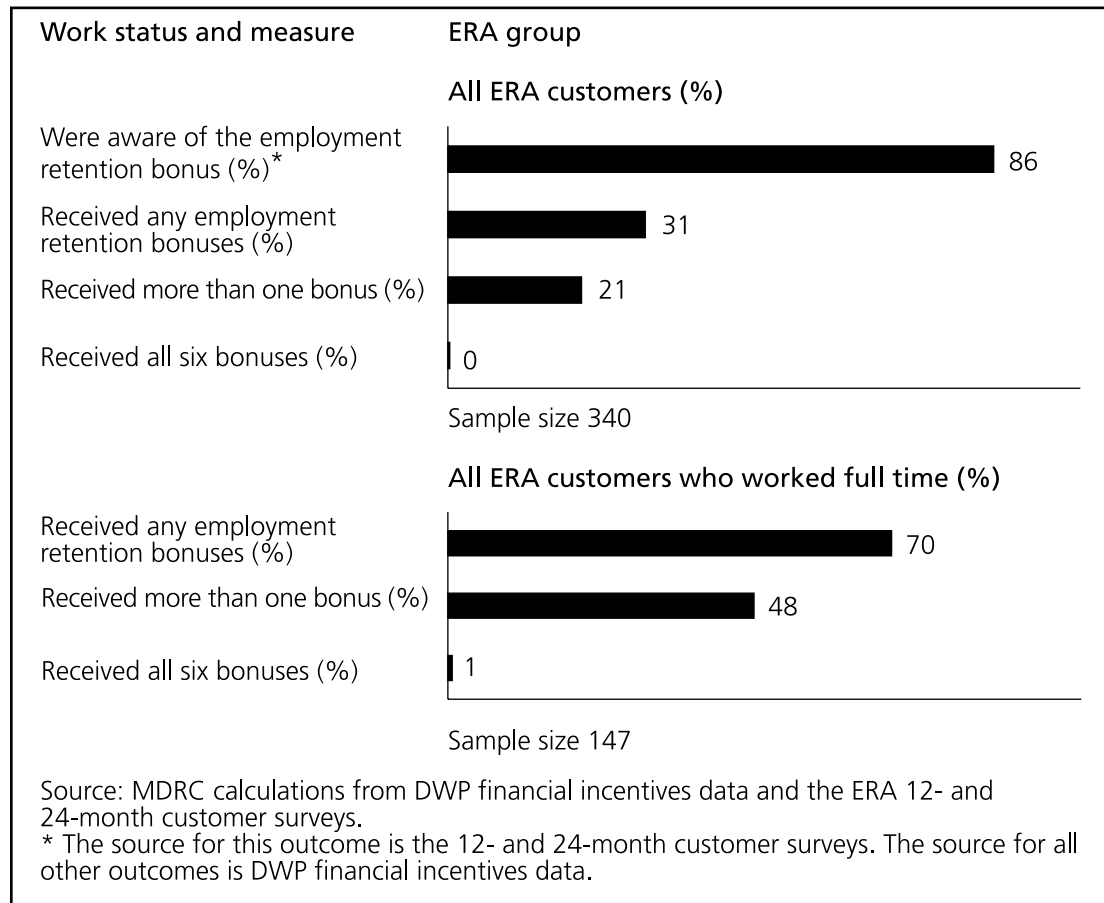 Work status and measure ERA group
All ERA customers (%)
Were aware of the employment
retention bonus (%)* 86
Received any employment
retention bonuses (%) 31
Received more than one bonus (%) 21
Received all six bonuses (%) 0
Sample size 340
All ERA customers who worked full time (%)
Received any employment
retention bonuses (%) 70
Received more than one bonus (%) 48
Received all six bonuses (%) 1
Sample size 147
Source: MDRC calculations from DWP financial incentives data and the ERA 12- and
24-month customer surveys.
* The source for this outcome is the 12- and 24-month customer surveys. The source for all
other outcomes is DWP financial incentives data.